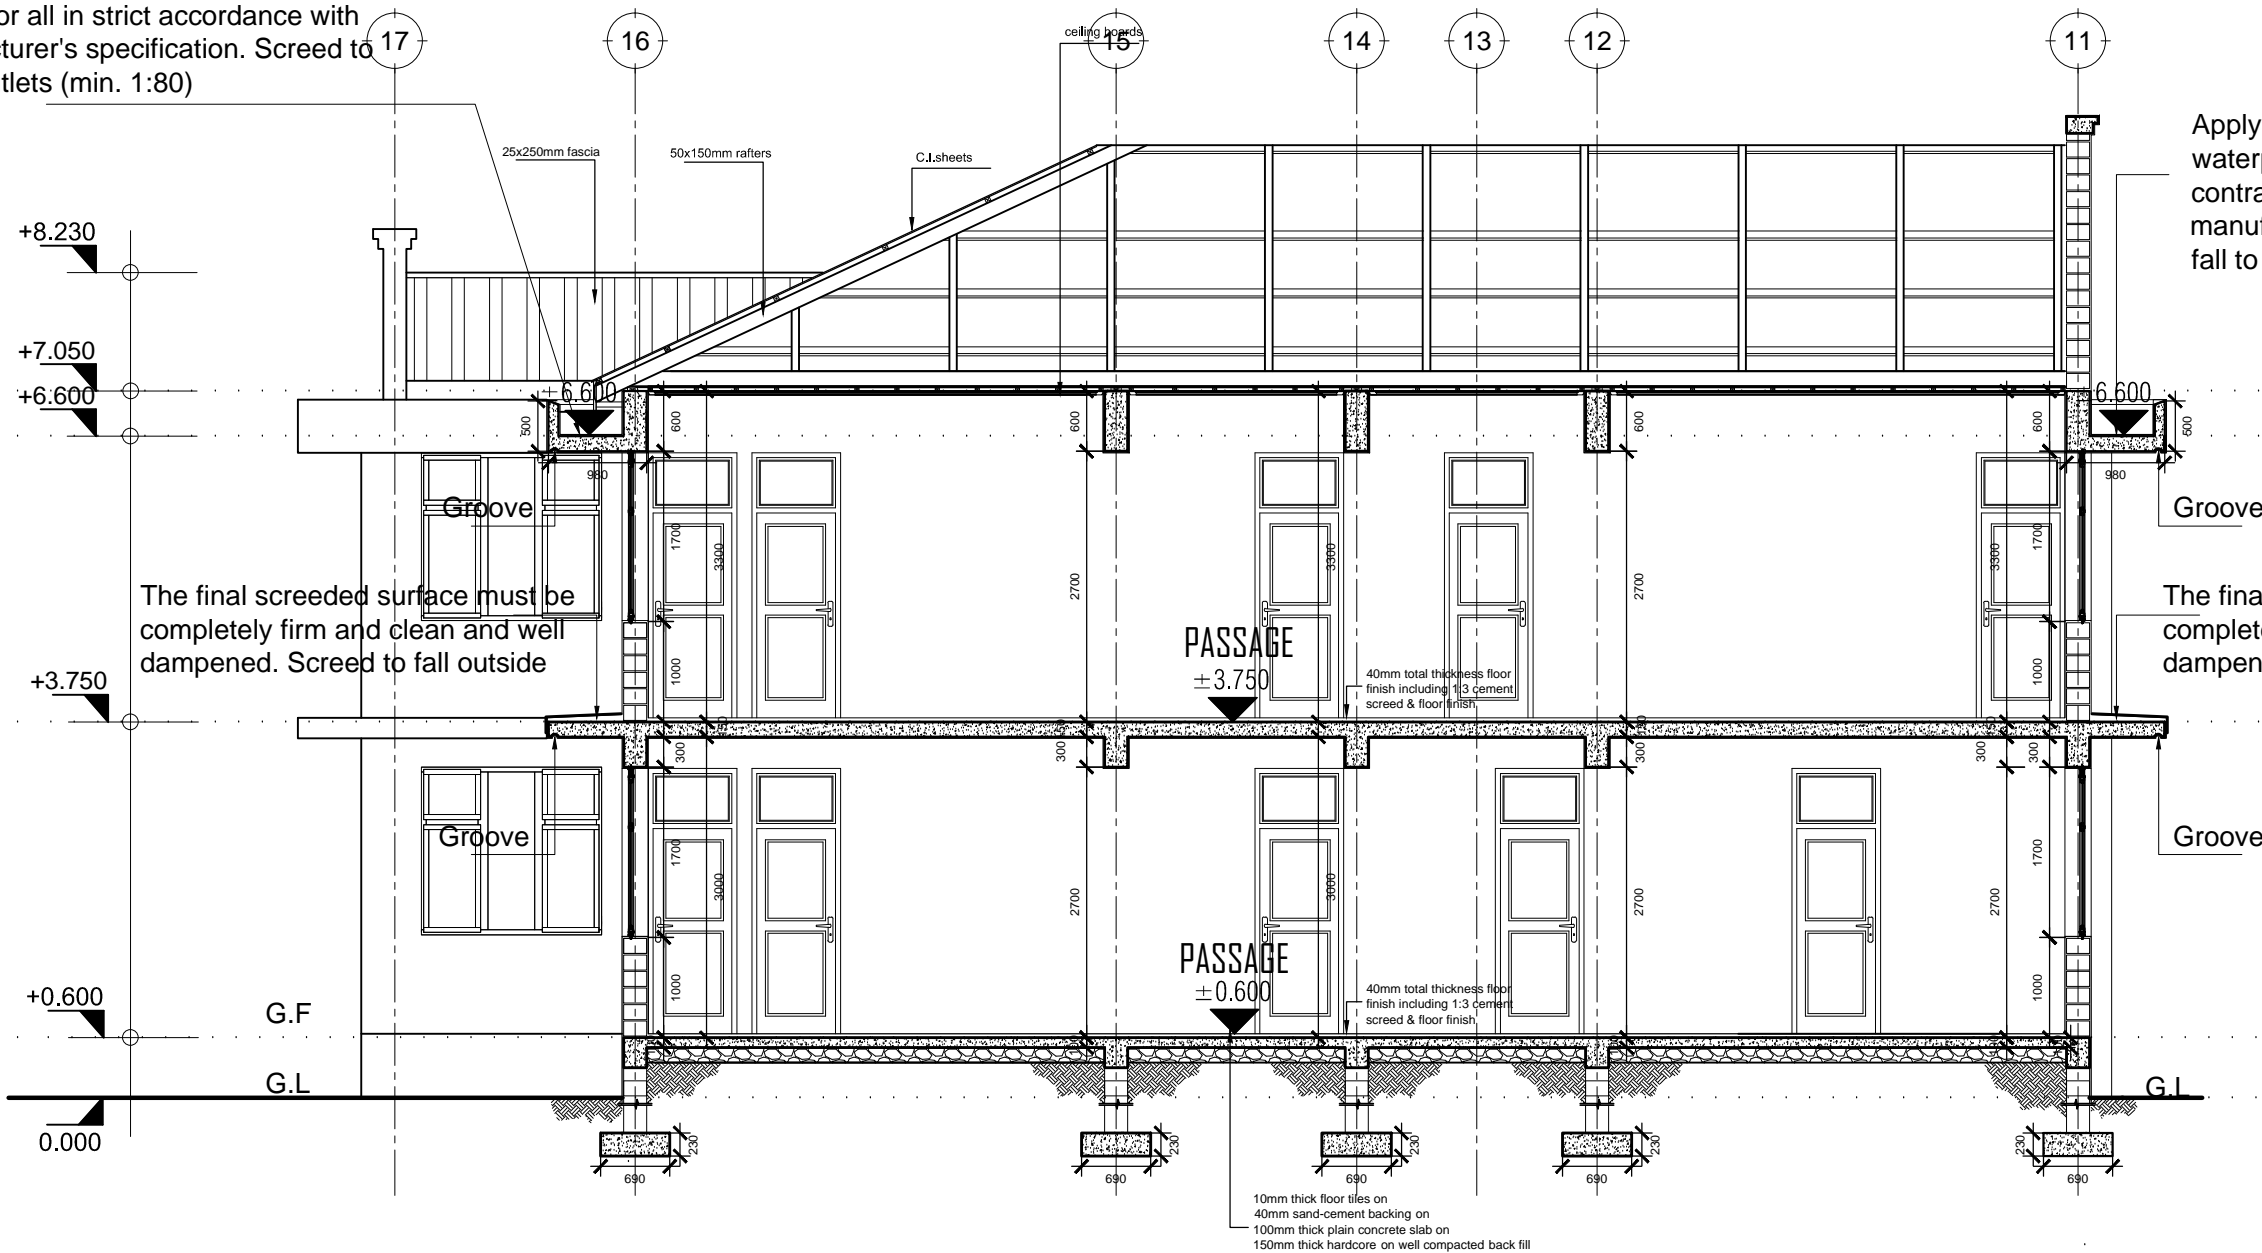 or all in strict accordance with
cturer's specification. Screed to
tlets (min. 1:80)
17
16
15
14
13
12
11
ceiling boards
25x250mm fascia
50x150mm rafters
C.I.sheets
Apply
water
contra
manuf
fall to
+8.230
+7.050
+6.600
±6.600
6.600
500
600
600
600
600
500
980
980
Groove
Groove
1700
3300
3300
3300
1700
2700
2700
The final screeded surface must be
completely firm and clean and well
dampened. Screed to fall outside
The fina
complete
dampen
PASSAGE
±3.750
40mm total thickness floor
finish including 1:3 cement
screed & floor finish
1000
1000
+3.750
150
300
300
300
300
300
Groove
Groove
1700
3000
2700
3000
2700
2700
1700
PASSAGE
±0.600
40mm total thickness floor
finish including 1:3 cement
screed & floor finish
1000
1000
+0.600
G.F
G.L
G.L
0.000
230
230
230
230
230
690
690
690
690
690
10mm thick floor tiles on
40mm sand-cement backing on
100mm thick plain concrete slab on
150mm thick hardcore on well compacted back fill